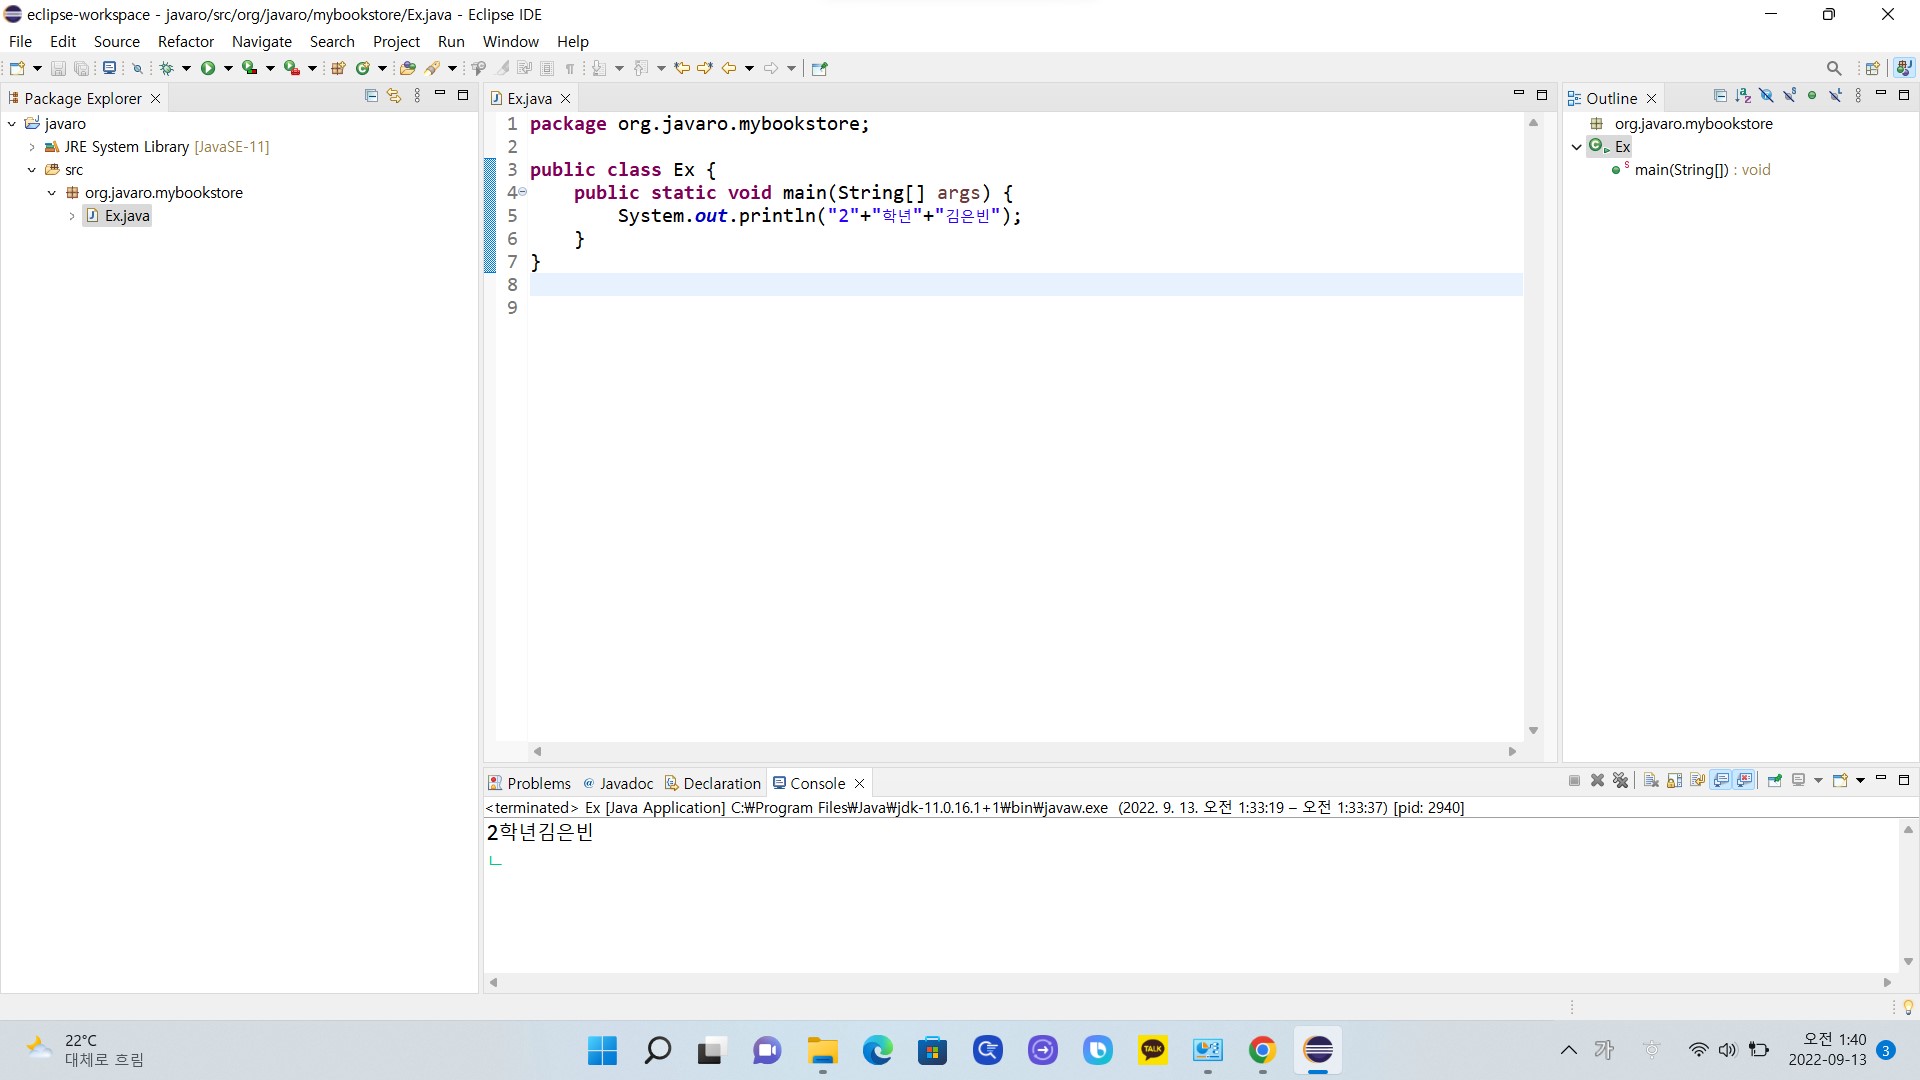 eclipse-workspace - javaro/src/org/javaro/mybookstore/Ex.java - Eclipse IDE
File Edit Source Refactor Navigate Search Project Run Window Help
Package Explorer
javaro
JRE System Library [JavaSE-11]
src
org.javaro.mybookstore
Ex.java
Ex.java
1 package org.javaro.mybookstore;
2
3 public class Ex {
4 public static void main(String[] args) {
5 System.out.println("2"+"학년"+"김은빈");
6 }
7 }
8
9
Outline
org.javaro.mybookstore
Ex
main(String[]) : void
Problems Javadoc Declaration Console
<terminated> Ex [Java Application] C:₩Program Files₩Java₩jdk-11.0.16.1+1₩bin₩javaw.exe (2022. 9. 13. 오전 1:33:19 – 오전 1:33:37) [pid: 2940]
2학년김은빈
ㄴ
22°C
대체로 흐림
TALK
가
오전 1:40
2022-09-13
3